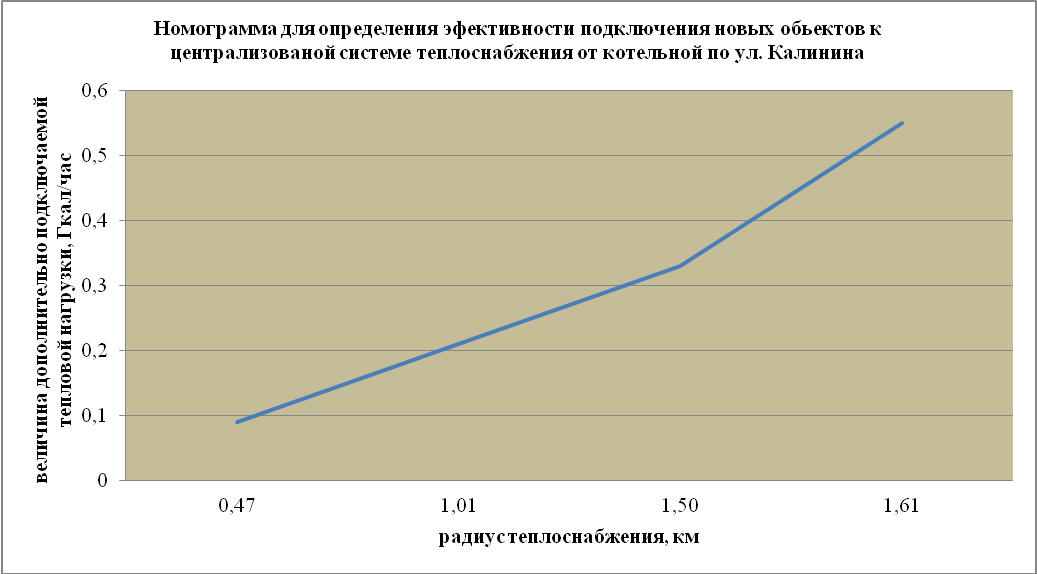 Номограмма для определения эфективности подключения новых обьектов к
централизованой системе теплоснабжения от котельной по ул. Калинина
величина дополнительно подключаемой
тепловой нагрузки, Гкал/час
0,6
0,5
0,4
0,3
0,2
0,1
0
0,47 1,01 1,50 1,61
радиус теплоснабжения, км